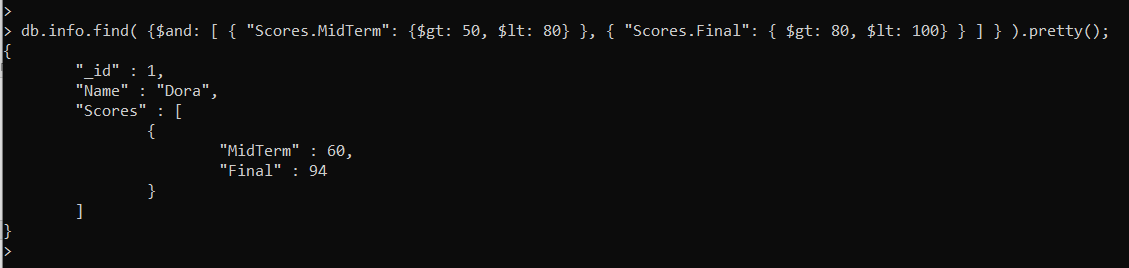 >
> db.info.find( {$and: [ { "Scores.MidTerm": {$gt: 50, $lt: 80} }, { "Scores.Final": { $gt: 80, $lt: 100} } ] } ).pretty();
{
        "_id" : 1,
        "Name" : "Dora",
        "Scores" : [
                {
                        "MidTerm" : 60,
                        "Final" : 94
                }
        ]
}
>